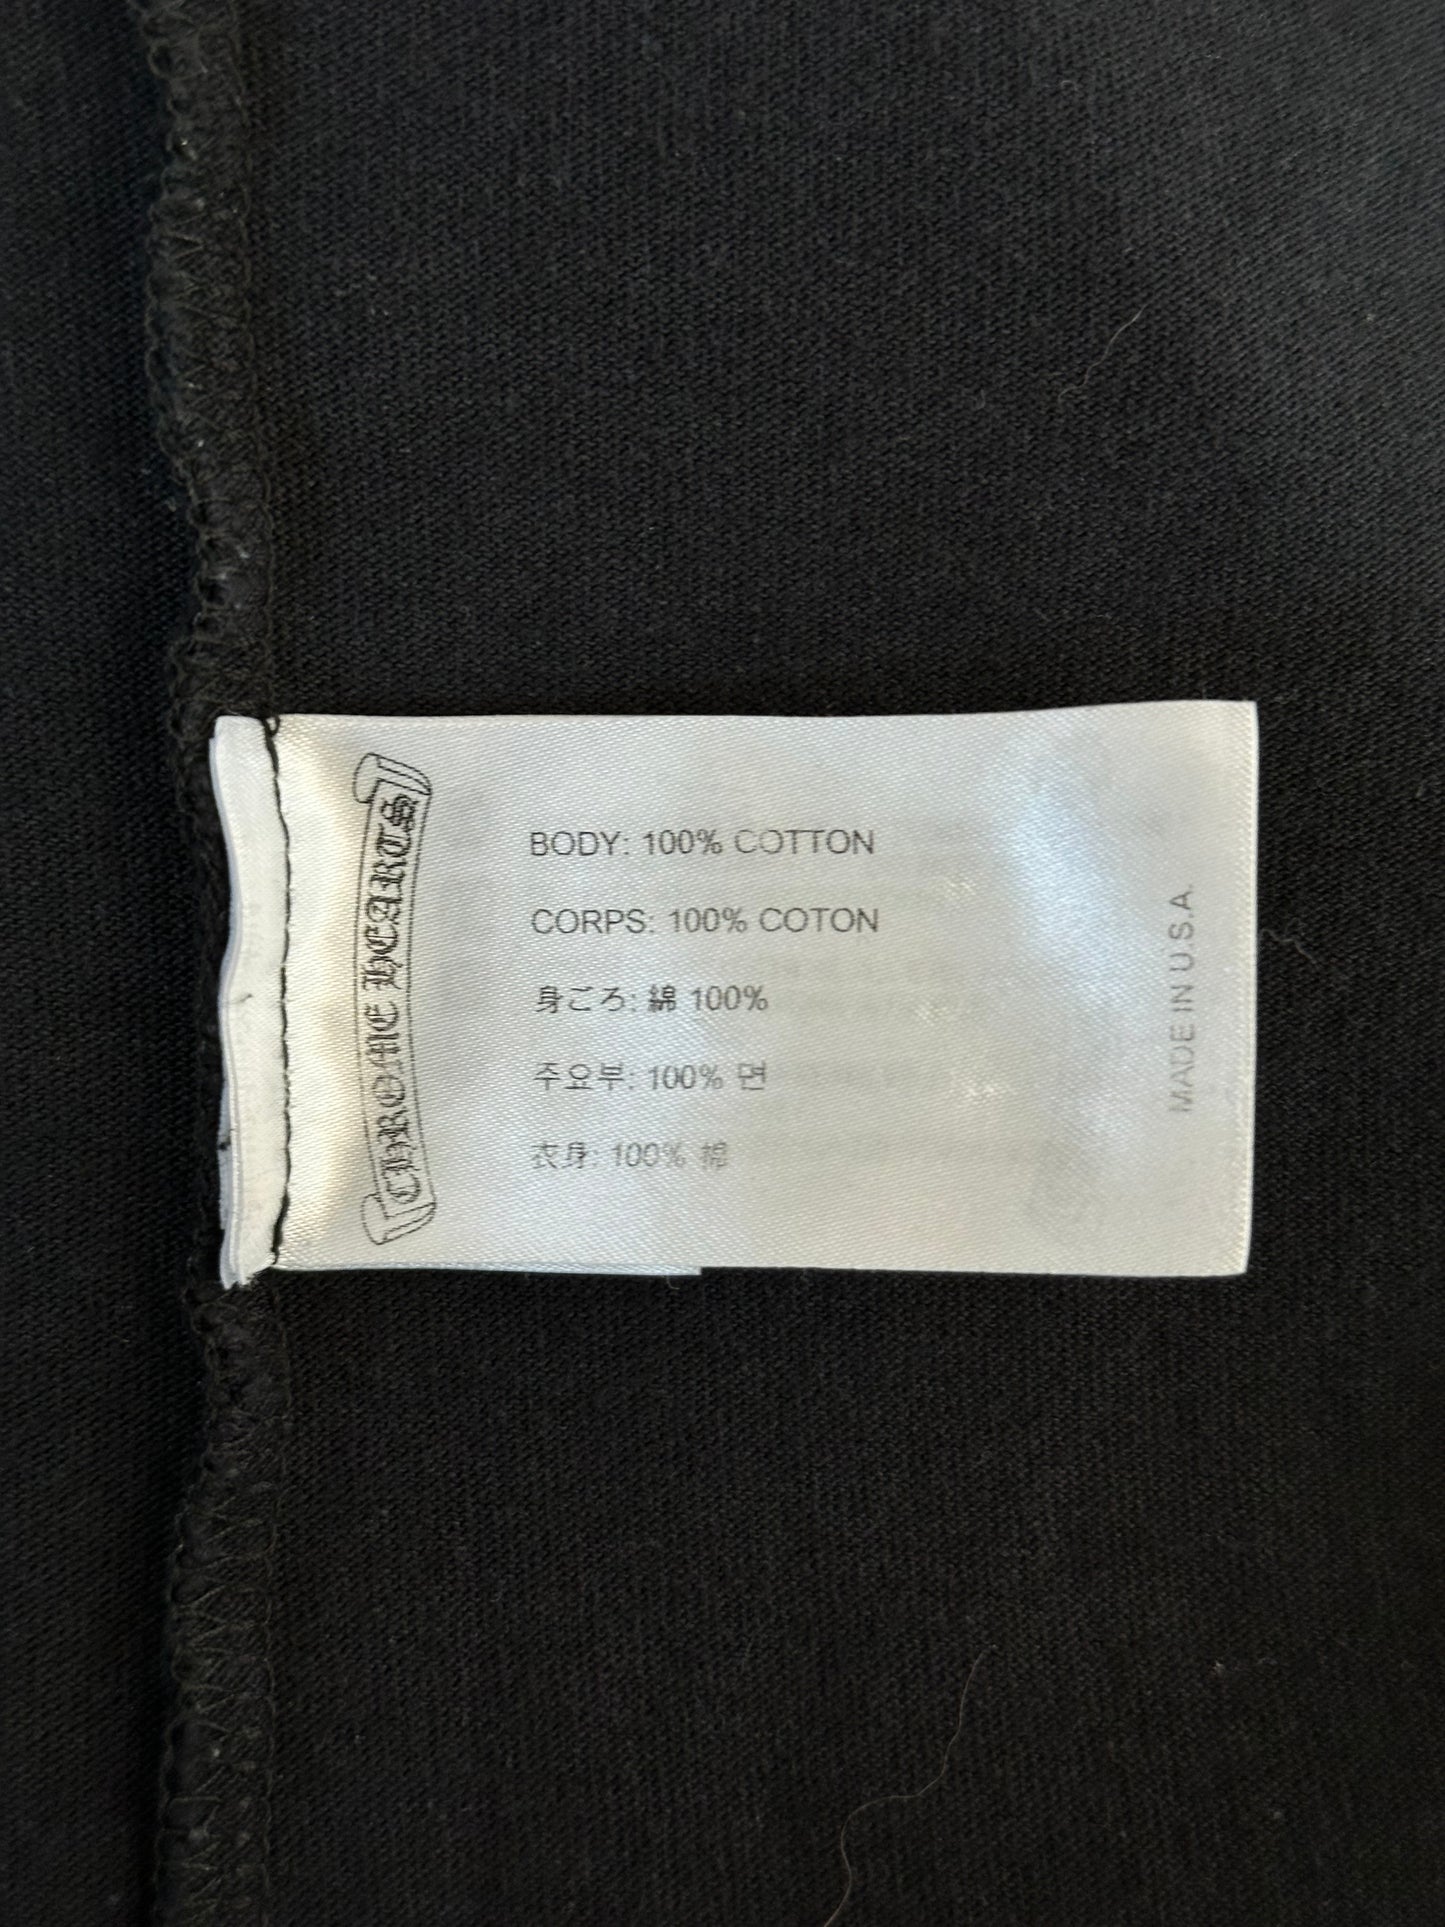 CHROME HEARTS
BODY: 100% COTTON
CORPS: 100% COTON
身ごろ: 綿 100%
주요부: 100% 면
衣身: 100% 棉
MADE IN U.S.A.